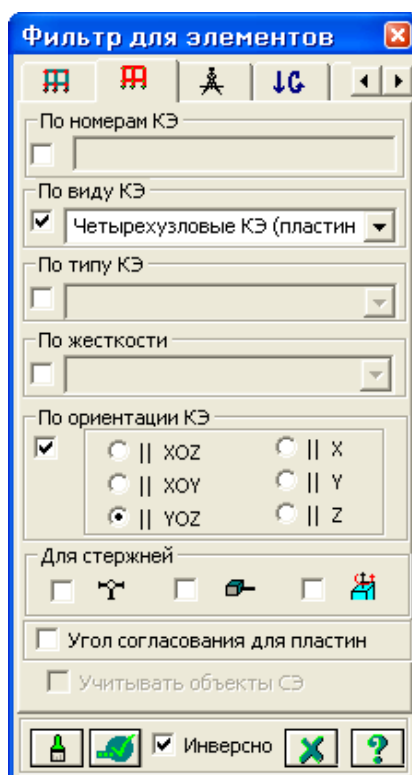 Фильтр для элементов
По номерам КЭ
По виду КЭ
Четырехузловые КЭ (пластин
По типу КЭ
По жесткости
По ориентации КЭ
|| XOZ || X
|| XOY || Y
|| YOZ || Z
Для стержней
Угол согласования для пластин
Учитывать объекты СЭ
Инверсно ?